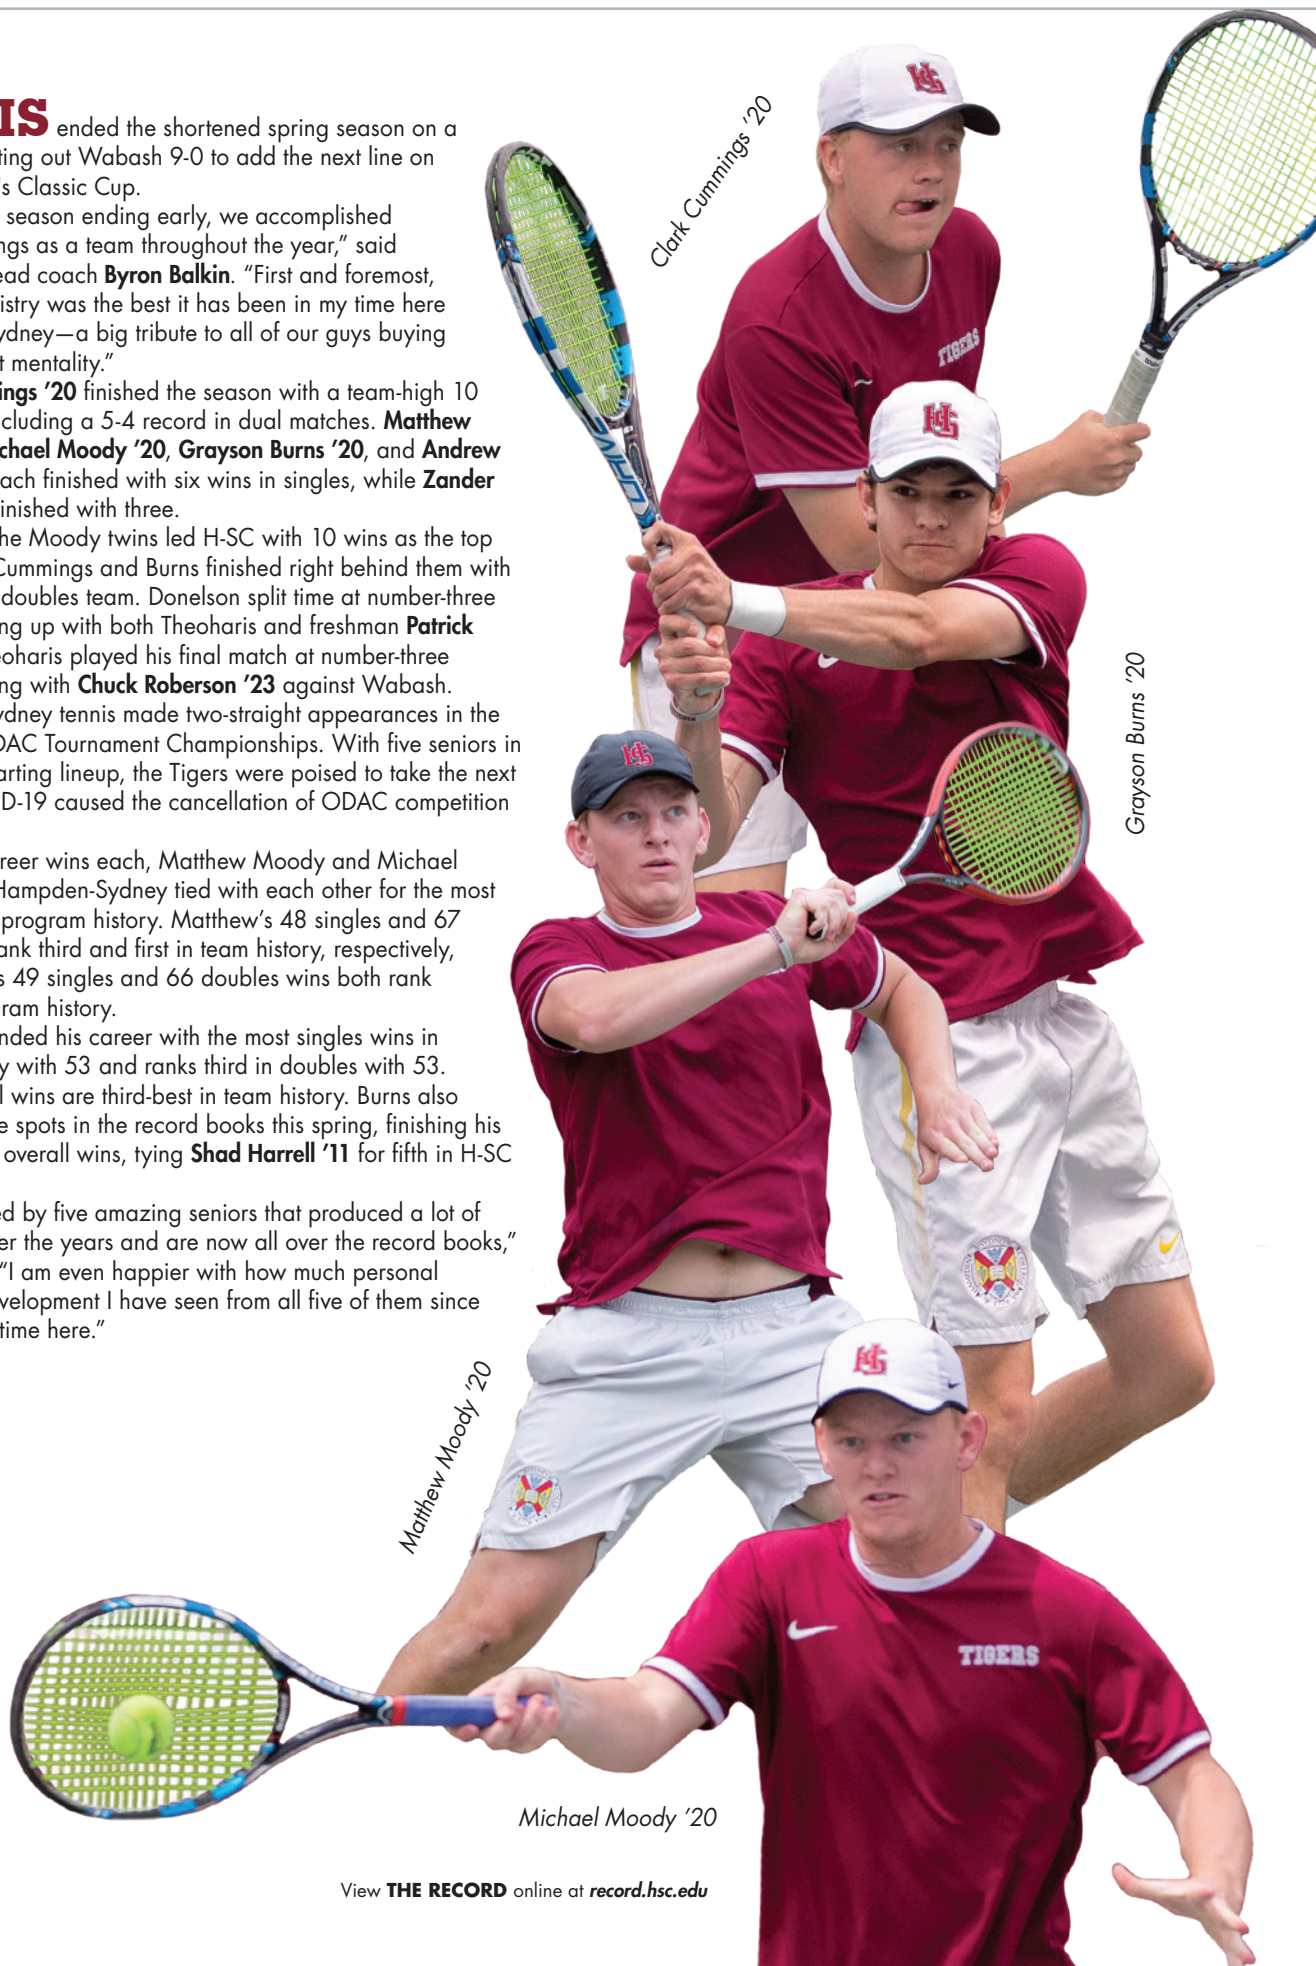 IS ended the shortened spring season on a
ting out Wabash 9-0 to add the next line on
's Classic Cup.
season ending early, we accomplished
ngs as a team throughout the year,” said
ead coach Byron Balkin. “First and foremost,
istry was the best it has been in my time here
ydney—a big tribute to all of our guys buying
t mentality.”
ings ’20 finished the season with a team-high 10
cluding a 5-4 record in dual matches. Matthew
chael Moody ’20, Grayson Burns ’20, and Andrew
ach finished with six wins in singles, while Zander
inished with three.
he Moody twins led H-SC with 10 wins as the top
Cummings and Burns finished right behind them with
doubles team. Donelson split time at number-three
ng up with both Theoharis and freshman Patrick
eoharis played his final match at number-three
ng with Chuck Roberson ’23 against Wabash.
ydney tennis made two-straight appearances in the
DAC Tournament Championships. With five seniors in
arting lineup, the Tigers were poised to take the next
D-19 caused the cancellation of ODAC competition
reer wins each, Matthew Moody and Michael
Hampden-Sydney tied with each other for the most
program history. Matthew’s 48 singles and 67
ank third and first in team history, respectively,
s 49 singles and 66 doubles wins both rank
ram history.
nded his career with the most singles wins in
y with 53 and ranks third in doubles with 53.
l wins are third-best in team history. Burns also
e spots in the record books this spring, finishing his
overall wins, tying Shad Harrell ’11 for fifth in H-SC
ed by five amazing seniors that produced a lot of
er the years and are now all over the record books,”
“I am even happier with how much personal
velopment I have seen from all five of them since
time here.”
Clark Cummings ’20
TIGERS
Grayson Burns ’20
Matthew Moody ’20
TIGERS
Michael Moody ’20
View THE RECORD online at record.hsc.edu